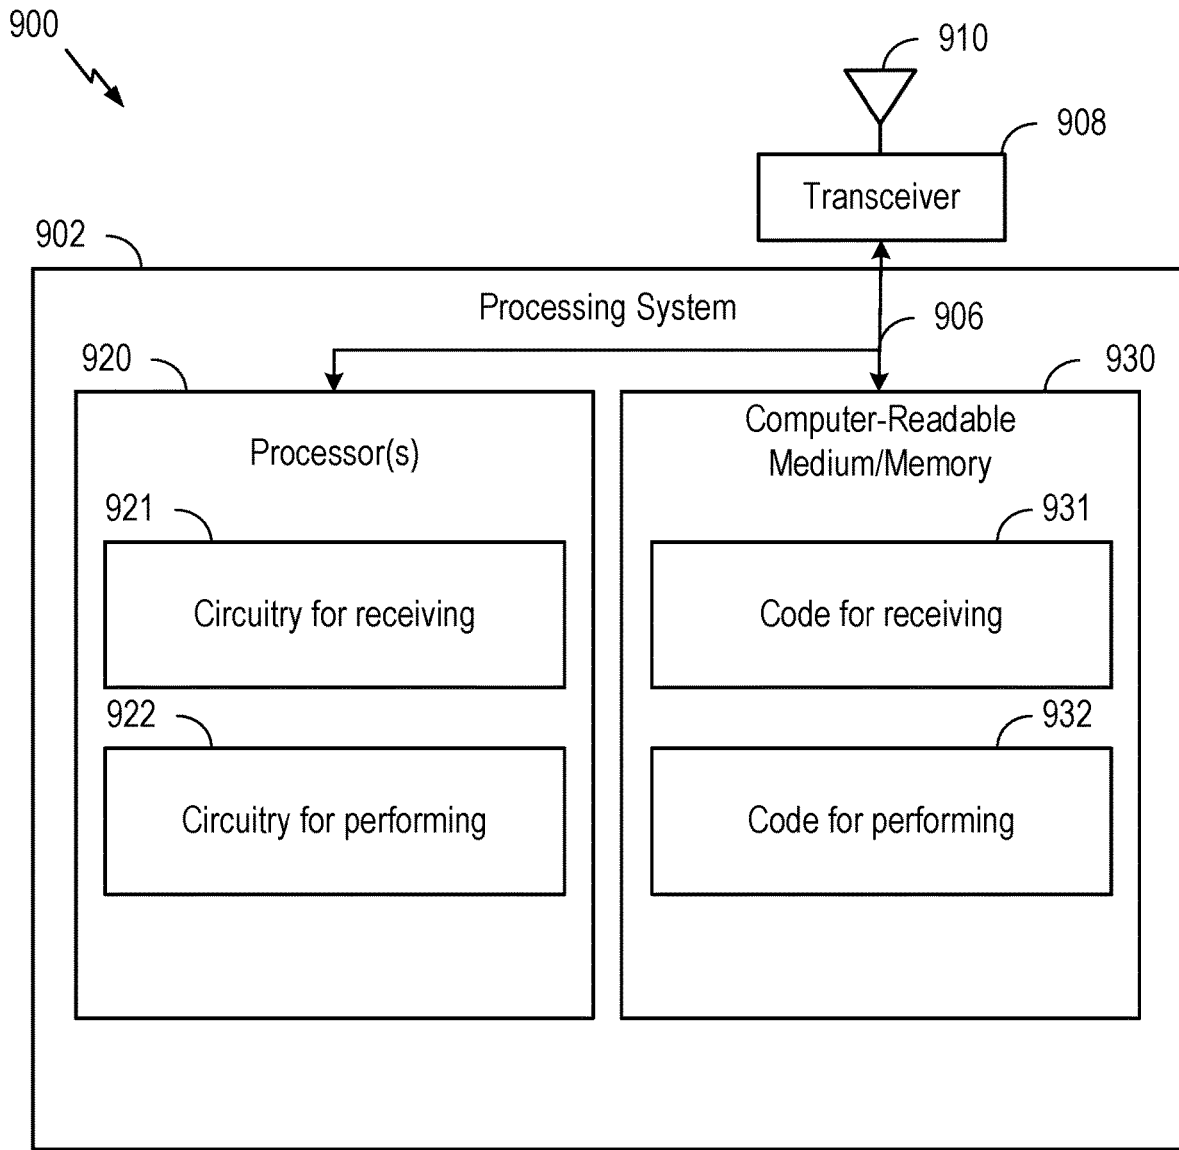 900
910
908
Transceiver
902
Processing System
906
920
930
Processor(s)
Computer-Readable
Medium/Memory
921
931
Circuitry for receiving
Code for receiving
922
932
Circuitry for performing
Code for performing